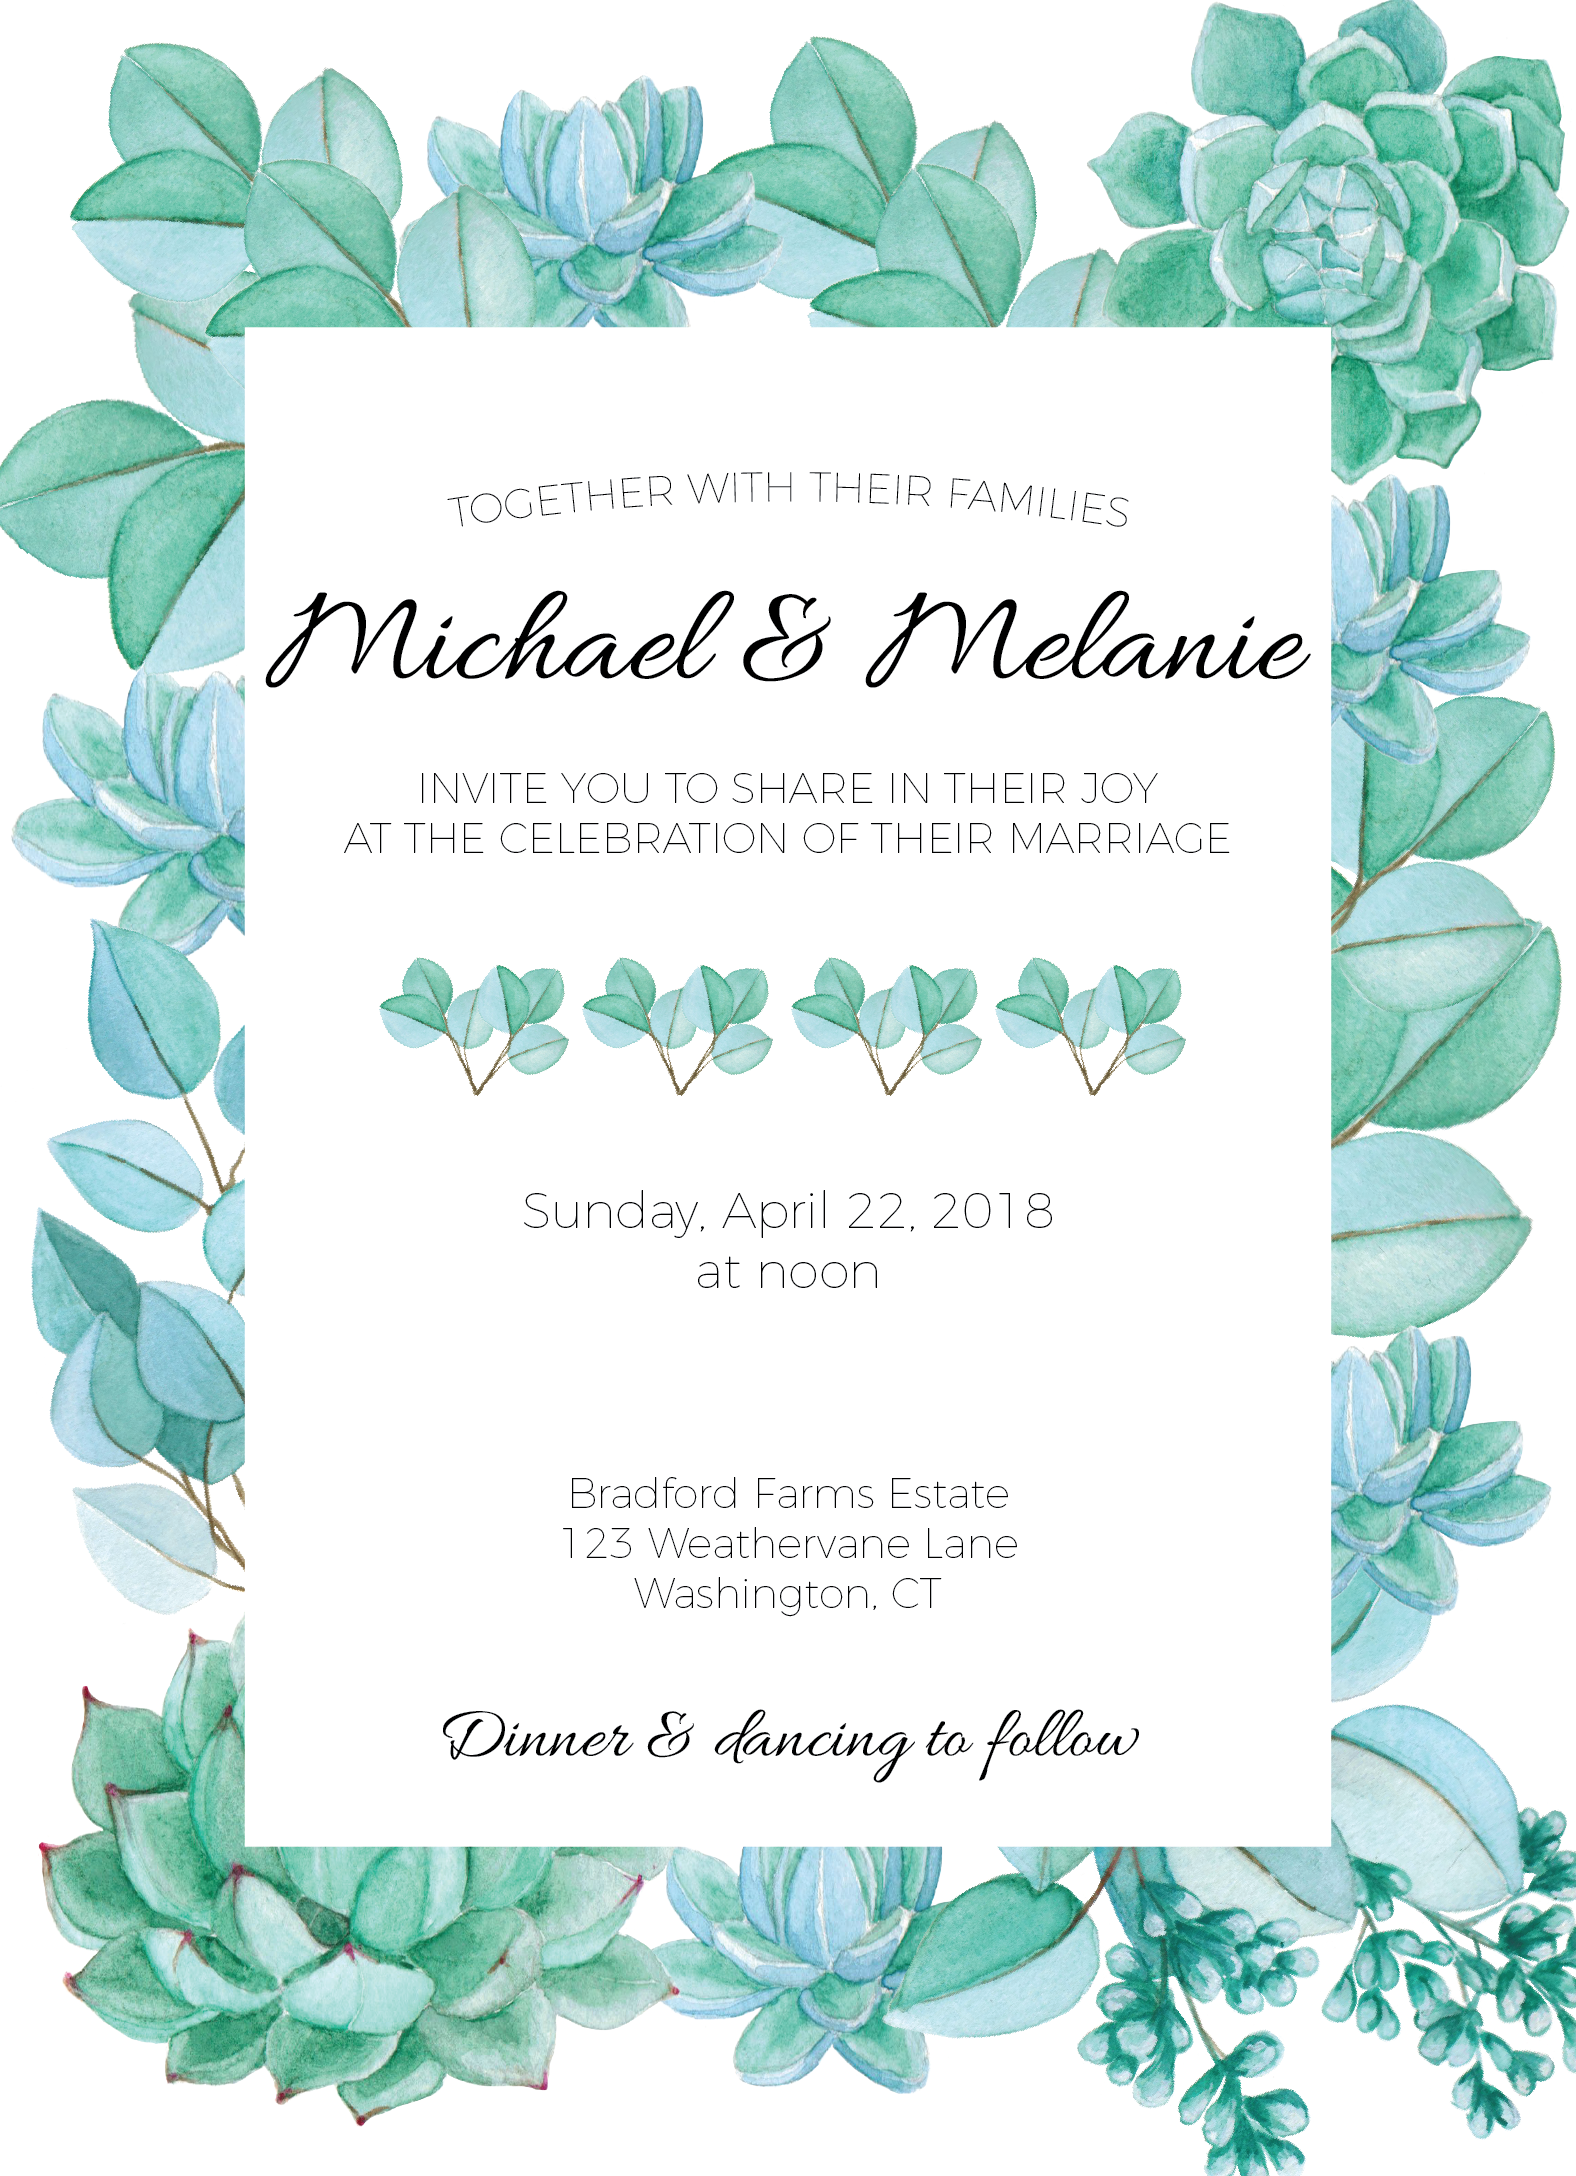 TOGETHER WITH THEIR FAMILIES
Michael & Melanie
INVITE YOU TO SHARE IN THEIR JOY
AT THE CELEBRATION OF THEIR MARRIAGE
Sunday, April 22, 2018
at noon
Bradford Farms Estate
123 Weathervane Lane
Washington, CT
Dinner & dancing to follow